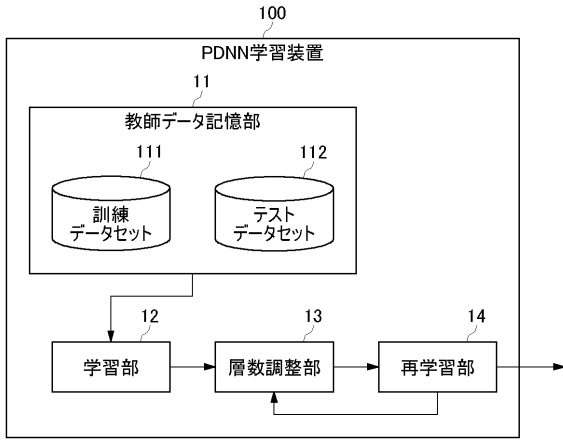 100
PDNN学習装置
11
教師データ記憶部
111
112
訓練
データセット
テスト
データセット
12
13
14
学習部
層数調整部
再学習部